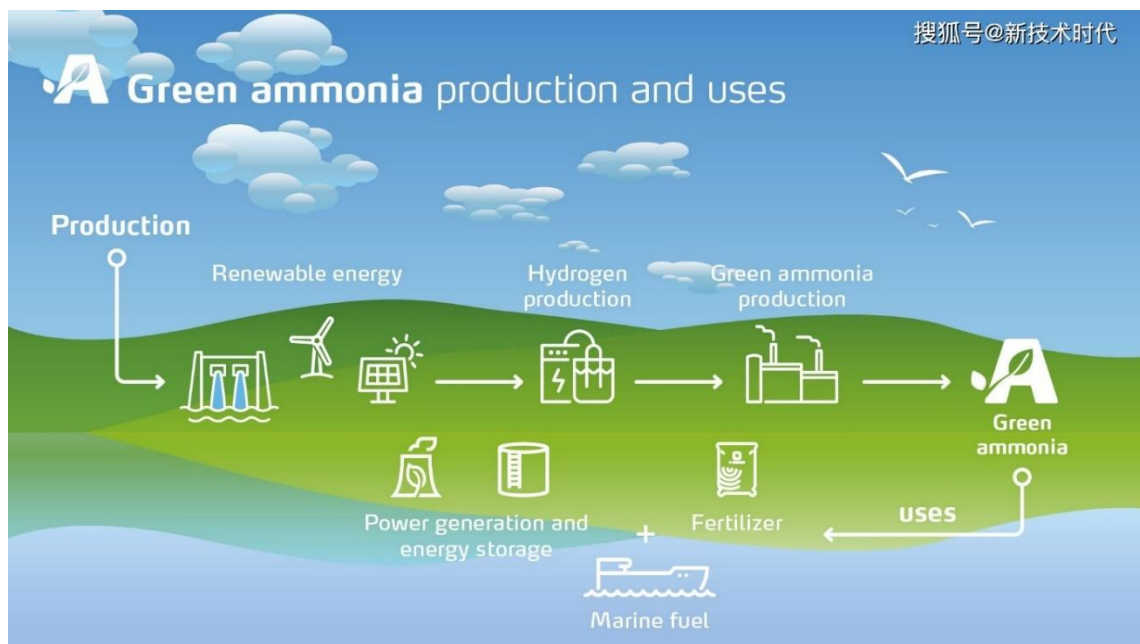 搜狐号@新技术时代
Green ammonia production and uses
Production
Renewable energy
Hydrogen
production
Green ammonia
production
Green
ammonia
uses
Power generation and
energy storage
+
Fertilizer
Marine fuel